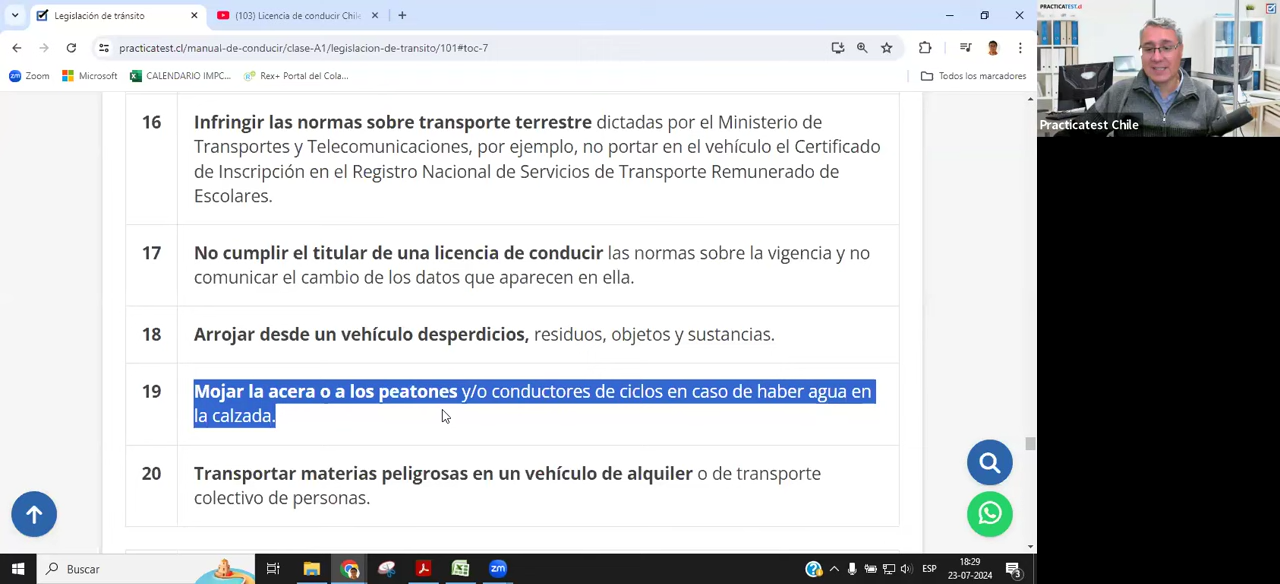 Legislación de tránsito
(103) Licencia de conducir
practicatest.cl/manual-de-conducir/clase-A1/legislacion-de-transito/101#toc-7
Zoom
Microsoft
CALENDARIO IMPC...
Rex+ Portal del Cola...
Todos los marcadores
PRACTICATEST.cl
Practicatest Chile
16
Infringir las normas sobre transporte terrestre dictadas por el Ministerio de
Transportes y Telecomunicaciones, por ejemplo, no portar en el vehículo el Certificado
de Inscripción en el Registro Nacional de Servicios de Transporte Remunerado de
Escolares.
17
No cumplir el titular de una licencia de conducir las normas sobre la vigencia y no
comunicar el cambio de los datos que aparecen en ella.
18
Arrojar desde un vehículo desperdicios, residuos, objetos y sustancias.
19
Mojar la acera o a los peatones y/o conductores de ciclos en caso de haber agua en
la calzada.
20
Transportar materias peligrosas en un vehículo de alquiler o de transporte
colectivo de personas.
Buscar
ESP
18:29
23-07-2024
3